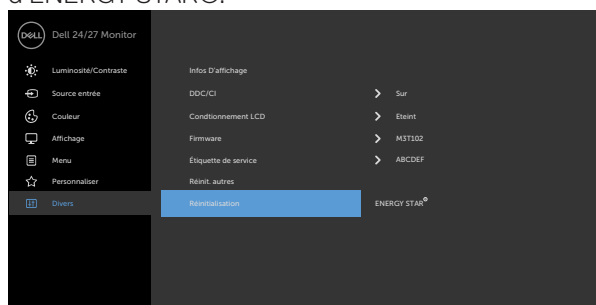 d'ENERGY STAR®.
DELL Dell 24/27 Monitor
Luminosité/Contraste Infos D'affichage
Source entrée DDC/CI Sur
Couleur Condtionnement LCD Eteint
Affichage Firmware M3T102
Menu Étiquette de service ABCDEF
Personnaliser Réinit. autres
Divers Réinitialisation ENERGY STAR®